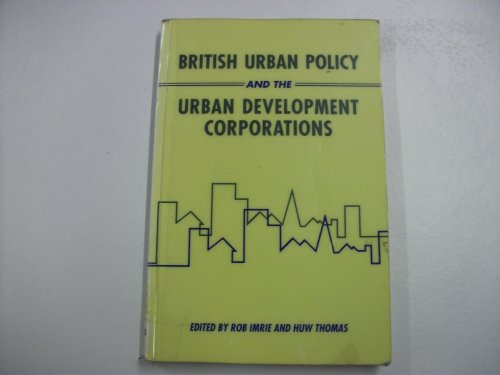 BRITISH URBAN POLICY
AND THE
URBAN DEVELOPMENT
CORPORATIONS
EDITED BY ROB IMRIE AND HUW THOMAS